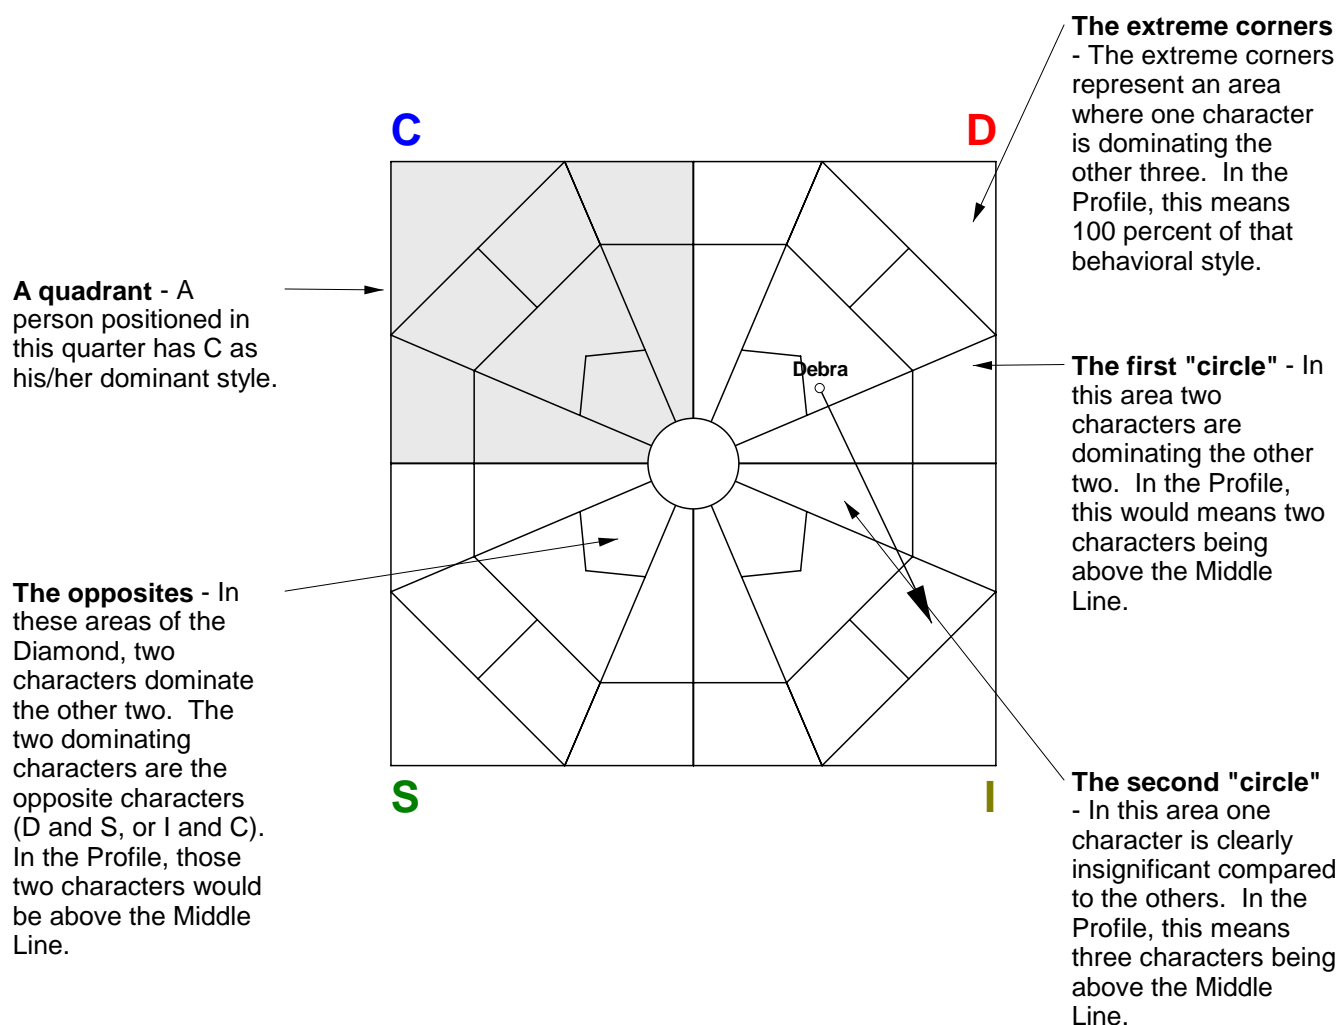 The extreme corners
- The extreme corners
represent an area
where one character
is dominating the
other three.  In the
Profile, this means
100 percent of that
behavioral style.
C
D
A quadrant - A
person positioned in
this quarter has C as
his/her dominant style.
Debra
The first "circle" - In
this area two
characters are
dominating the other
two.  In the Profile,
this would means two
characters being
above the Middle
Line.
The opposites - In
these areas of the
Diamond, two
characters dominate
the other two.  The
two dominating
characters are the
opposite characters
(D and S, or I and C).
In the Profile, those
two characters would
be above the Middle
Line.
S
I
The second "circle"
- In this area one
character is clearly
insignificant compared
to the others.  In the
Profile, this means
three characters being
above the Middle
Line.